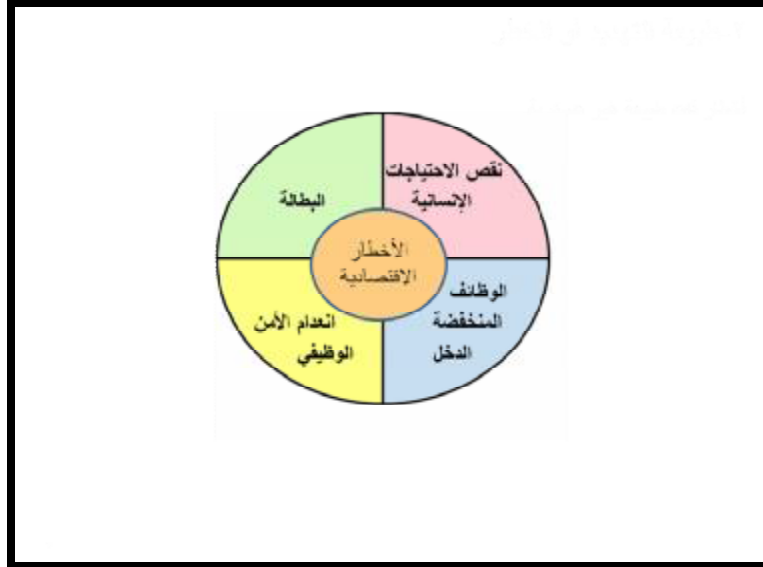 نقص الاحتياجات
الإنسانية
البطالة
الأخطار
الاقتصادية
الوظائف
المنخفضة
الدخل
انعدام الأمن
الوظيفي